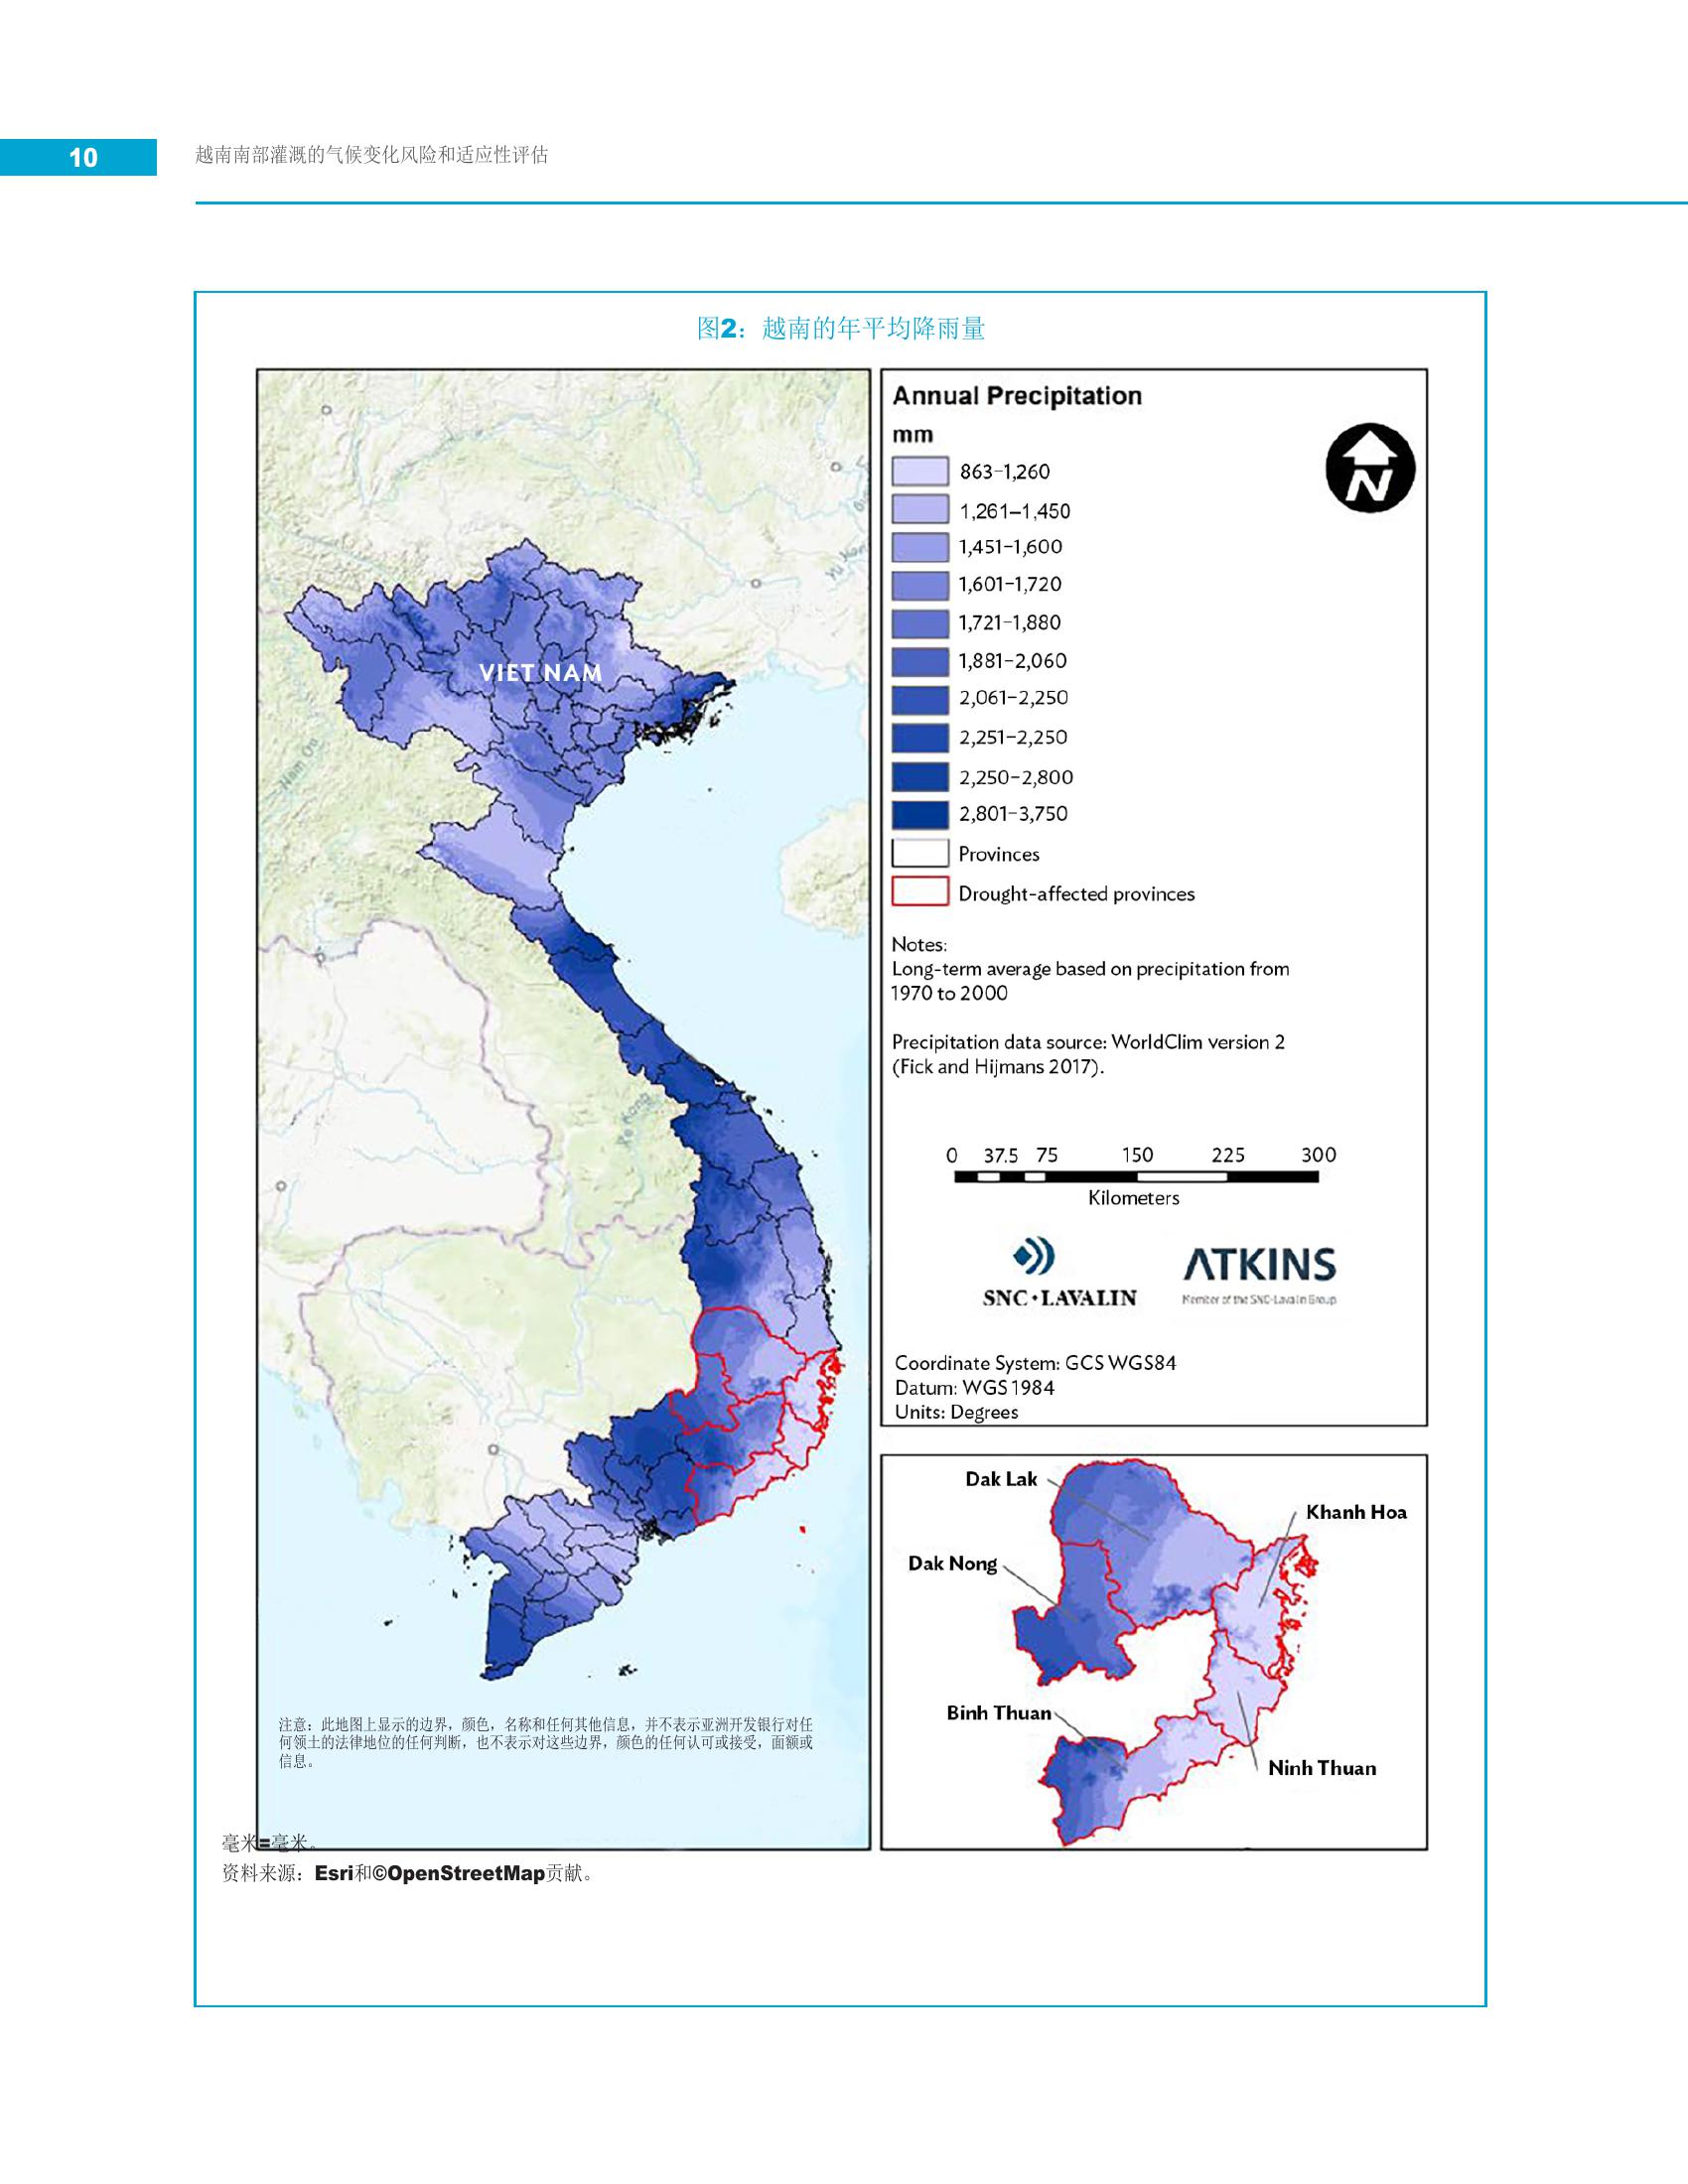 10
越南南部灌溉的气候变化风险和适应性评估
图2：越南的年平均降雨量
VIET NAM
Nam Ou
Xe Kong
Annual Precipitation
mm
N
863–1,260
1,261–1,450
1,451–1,600
1,601–1,720
1,721–1,880
1,881–2,060
2,061–2,250
2,251–2,250
2,250–2,800
2,801–3,750
Provinces
Drought-affected provinces
Notes:
Long-term average based on precipitation from
1970 to 2000
Precipitation data source: WorldClim version 2
(Fick and Hijmans 2017).
0 37.5 75 150 225 300
Kilometers
SNC•LAVALIN
ATKINS
Member of the SNC-Lavalin Group
Coordinate System: GCS WGS84
Datum: WGS 1984
Units: Degrees
Dak Lak
Khanh Hoa
Dak Nong
Binh Thuan
Ninh Thuan
注意：此地图上显示的边界，颜色，名称和任何其他信息，并不表示亚洲开发银行对任
何领土的法律地位的任何判断，也不表示对这些边界，颜色的任何认可或接受，面额或
信息。
毫米=毫米。
资料来源：Esri和©OpenStreetMap贡献。